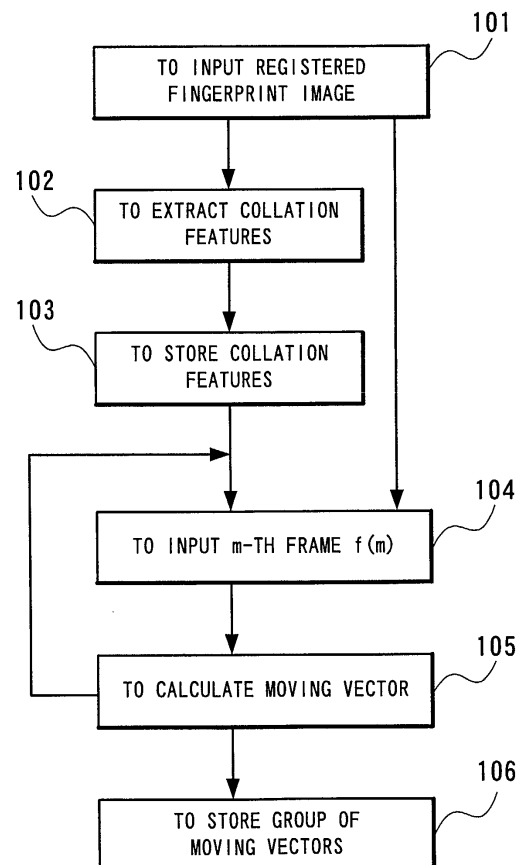 101
TO INPUT REGISTERED
FINGERPRINT IMAGE
102
TO EXTRACT COLLATION
FEATURES
103
TO STORE COLLATION
FEATURES
104
TO INPUT m-TH FRAME f(m)
105
TO CALCULATE MOVING VECTOR
106
TO STORE GROUP OF
MOVING VECTORS